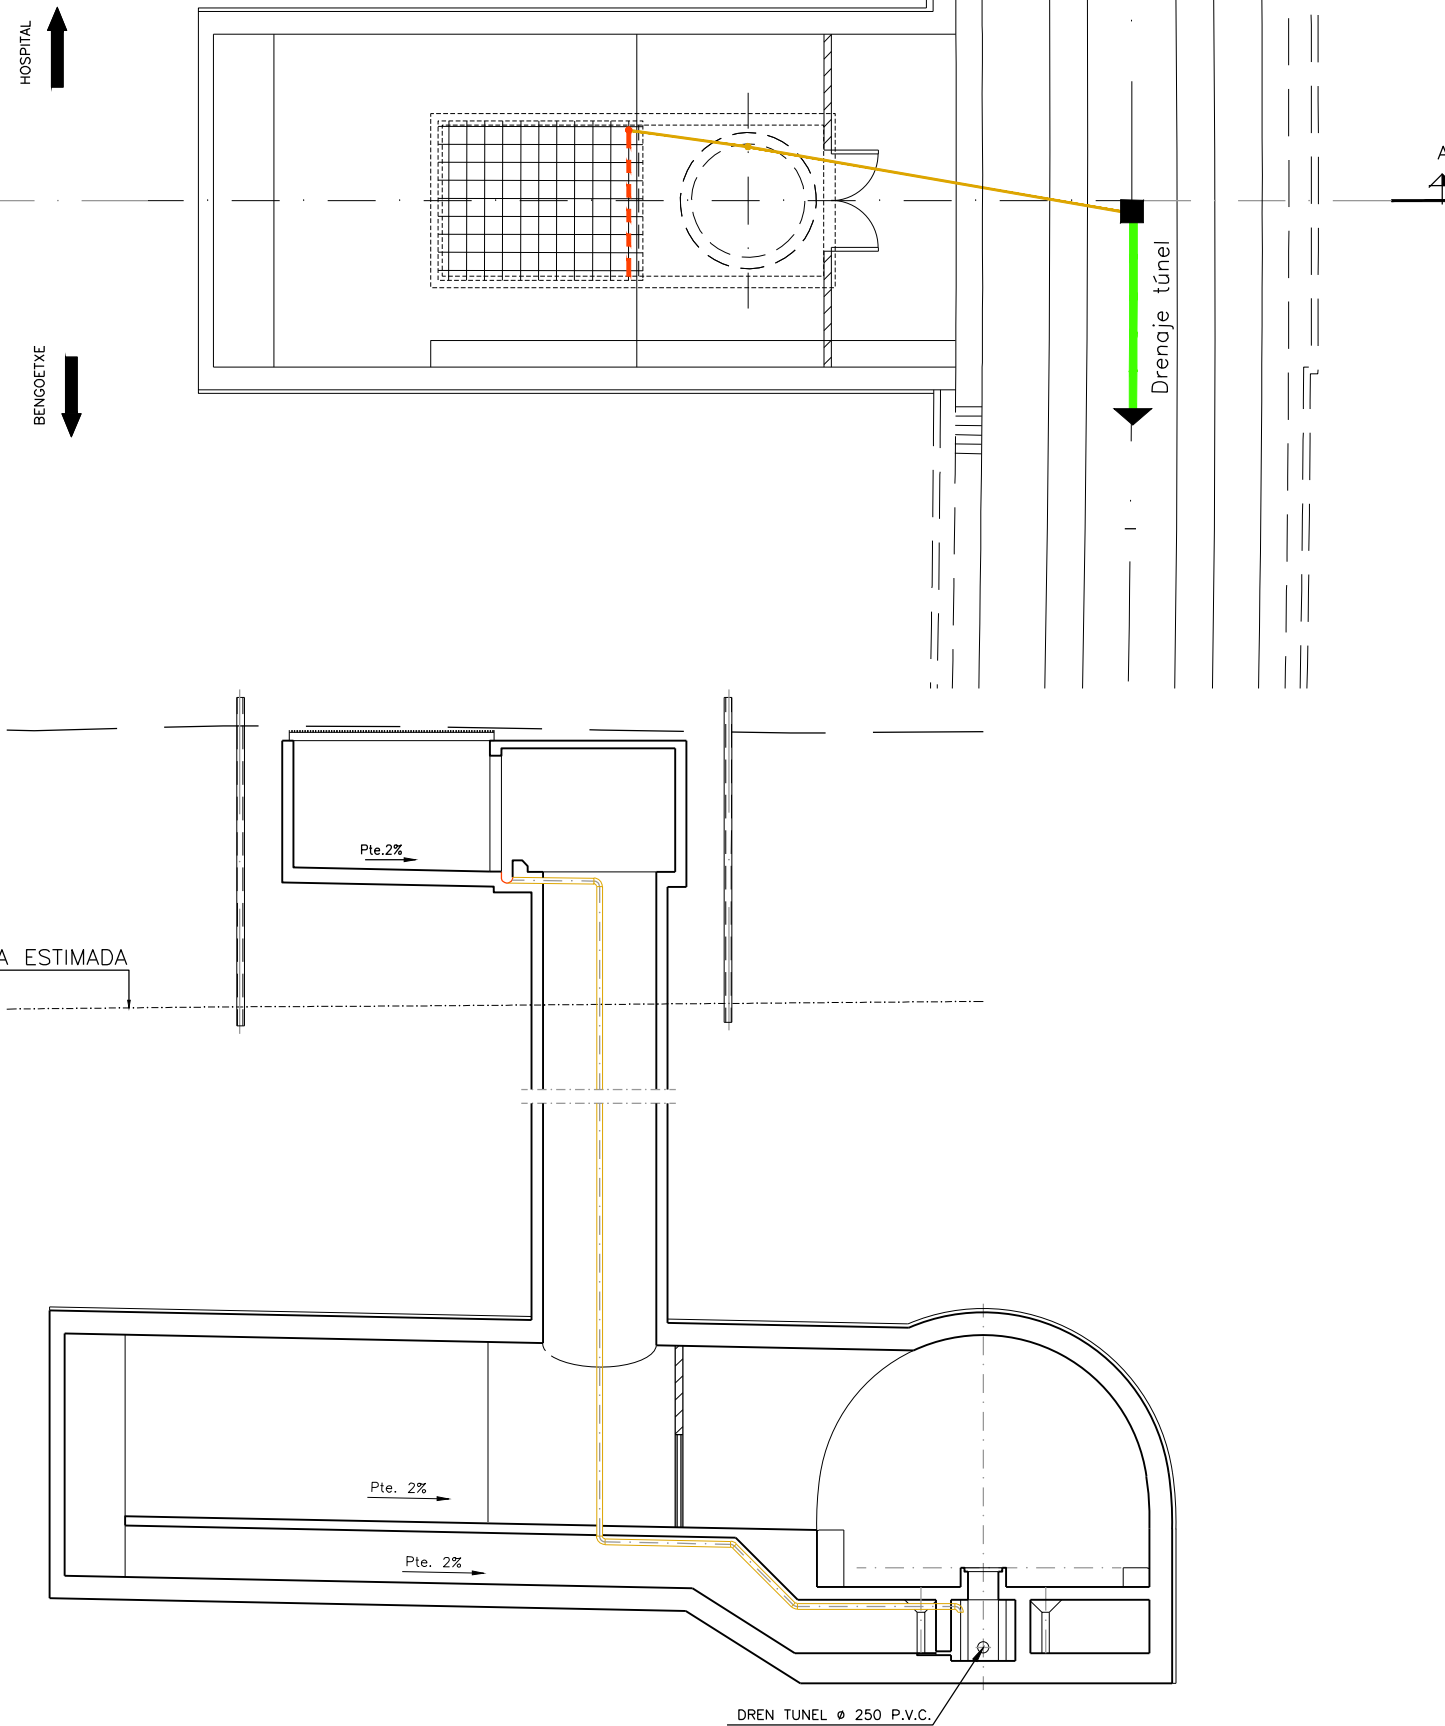 HOSPITAL
A
Drenaje túnel
BENGOETXE
Pte.2%
A ESTIMADA
Pte. 2%
Pte. 2%
DREN TUNEL ø 250 P.V.C.